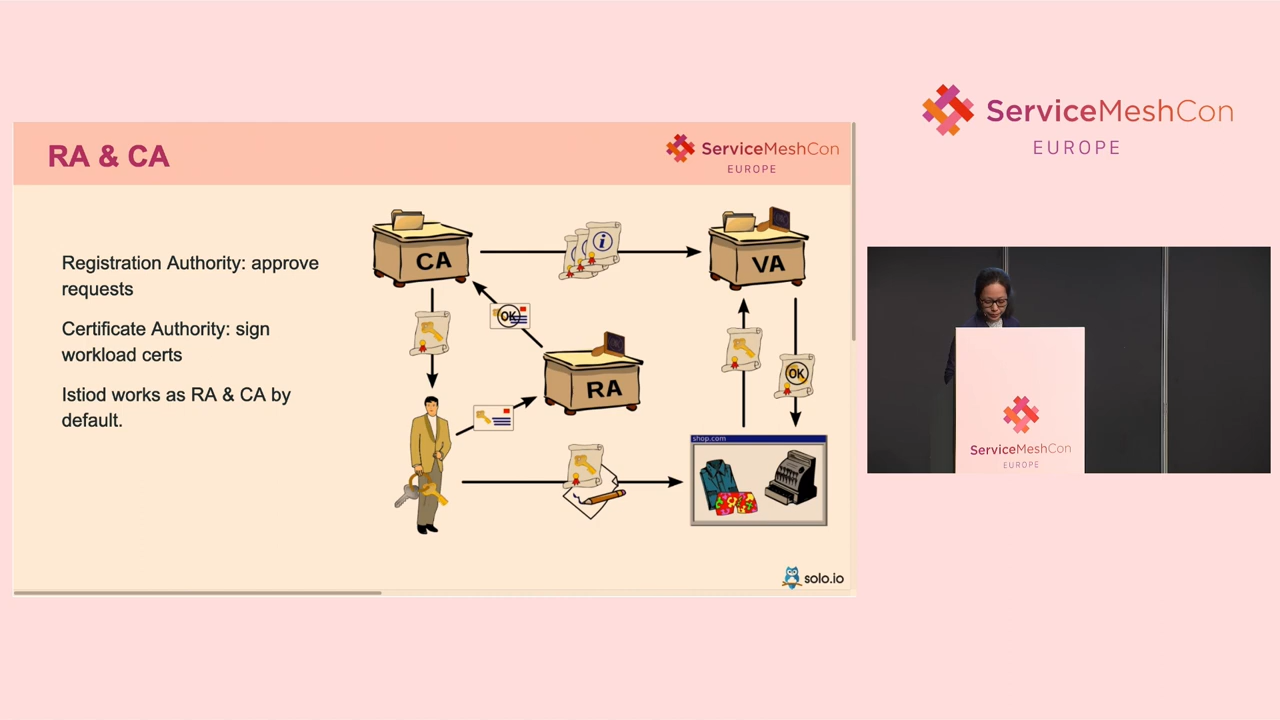 RA & CA
ServiceMeshCon
EUROPE
Registration Authority: approve
requests
Certificate Authority: sign
workload certs
Istiod works as RA & CA by
default.
CA
i
VA
OK
RA
OK
shop.com
solo.io
ServiceMeshCon
EUROPE
ServiceMeshCon
EUROPE